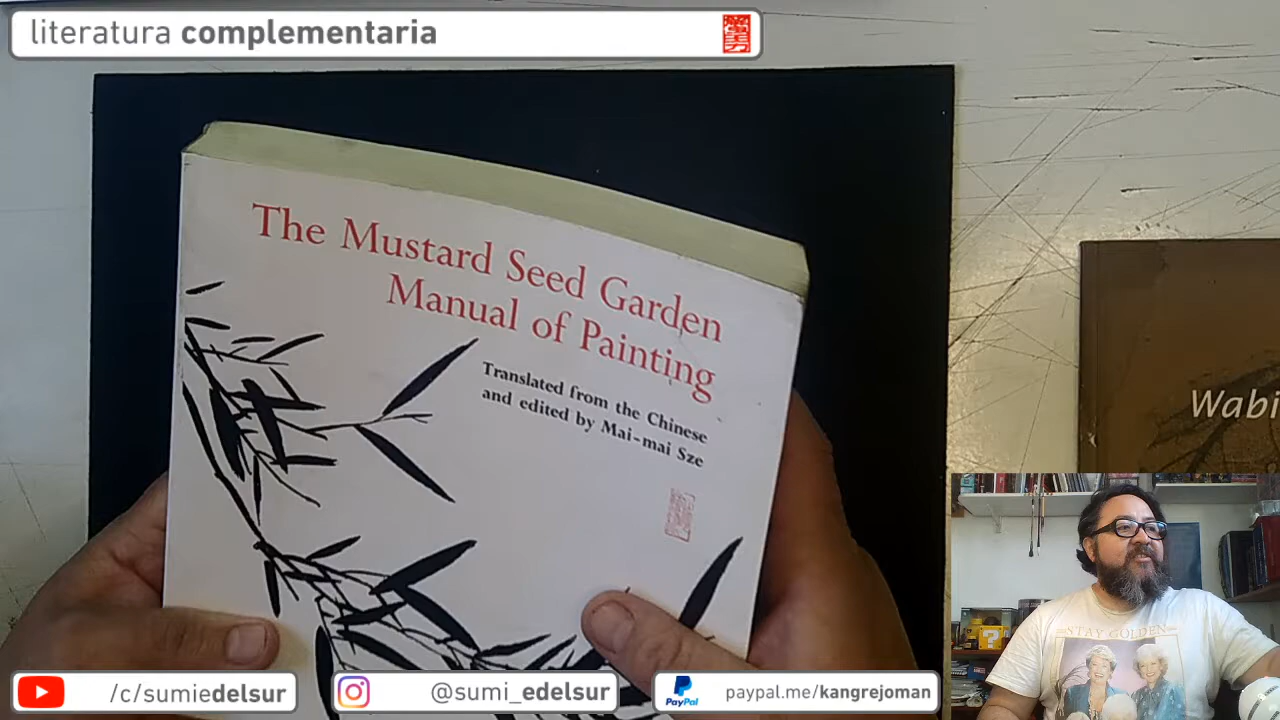 literatura complementaria
The Mustard Seed Garden
Manual of Painting
Translated from the Chinese
and edited by Mai-mai Sze
Wabi
STAY GOLDEN
?
/c/sumiedelsur
@sumi_edelsur
PayPal
paypal.me/kangrejoman